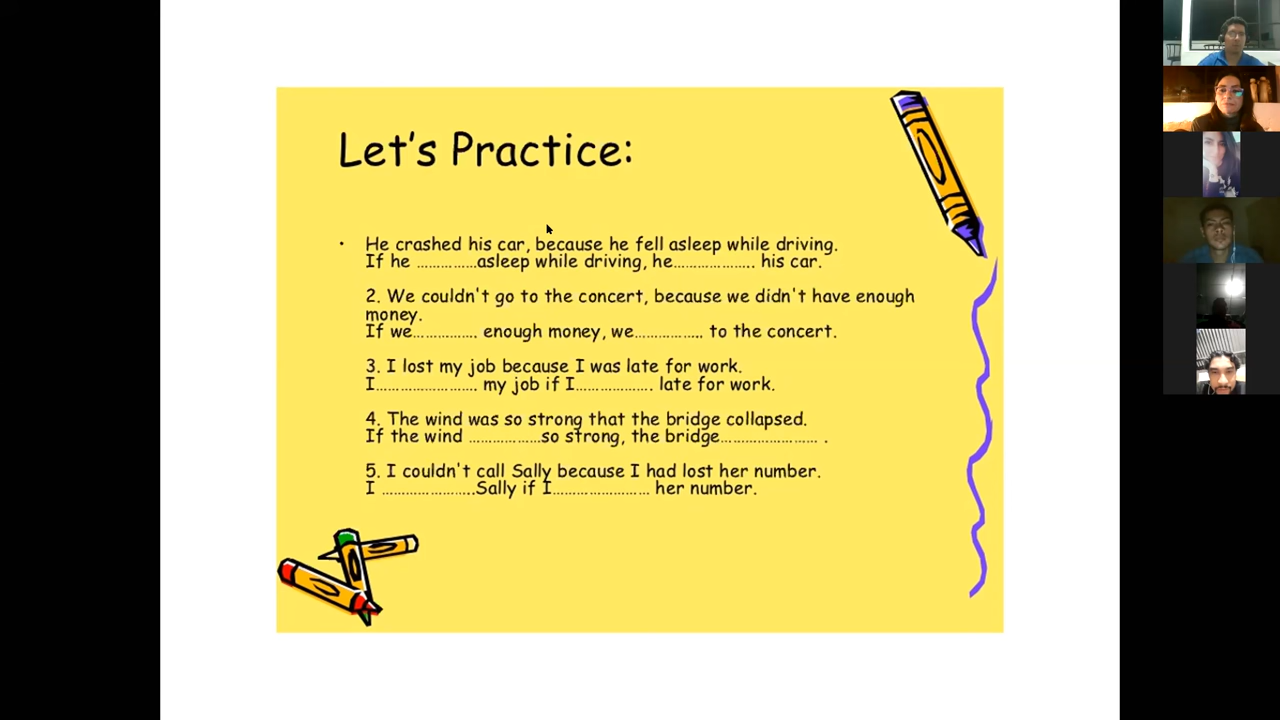 Let's Practice:
• He crashed his car, because he fell asleep while driving.
If he ……………asleep while driving, he……………….. his car.
2. We couldn't go to the concert, because we didn't have enough
money.
If we…………… enough money, we…………….. to the concert.
3. I lost my job because I was late for work.
I……………………. my job if I………………. late for work.
4. The wind was so strong that the bridge collapsed.
If the wind ………………so strong, the bridge…………………… .
5. I couldn't call Sally because I had lost her number.
I …………………..Sally if I…………………… her number.